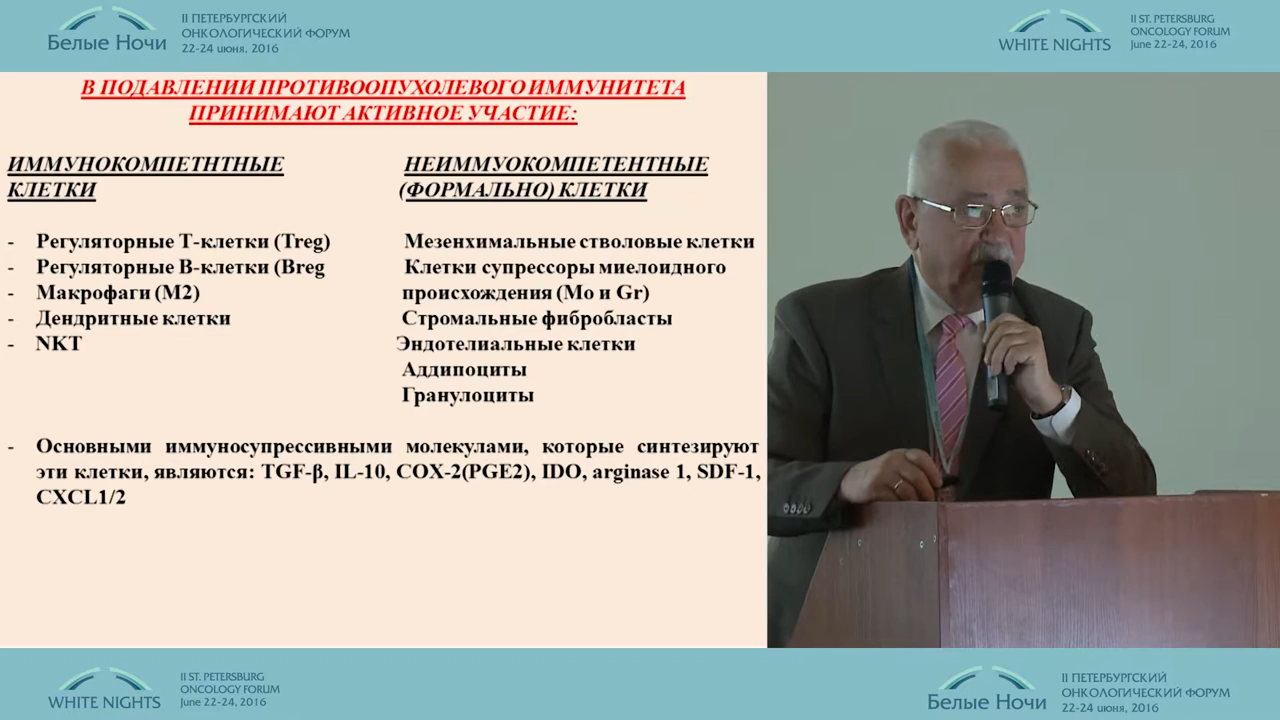 Белые Ночи
II ПЕТЕРБУРГСКИЙ
ОНКОЛОГИЧЕСКИЙ ФОРУМ
22-24 июня, 2016
WHITE NIGHTS
II ST. PETERSBURG
ONCOLOGY FORUM
June 22-24, 2016
В ПОДАВЛЕНИИ ПРОТИВООПУХОЛЕВОГО ИММУНИТЕТА
ПРИНИМАЮТ АКТИВНОЕ УЧАСТИЕ:
ИММУНОКОМПЕТНТНЫЕ
КЛЕТКИ
- Регуляторные Т-клетки (Treg)
- Регуляторные В-клетки (Breg
- Макрофаги (М2)
- Дендритные клетки
- NKT
НЕИММУОКОМПЕТЕНТНЫЕ
(ФОРМАЛЬНО) КЛЕТКИ
Мезенхимальные стволовые клетки
Клетки супрессоры миелоидного
происхождения (Mo и Gr)
Стромальные фибробласты
Эндотелиальные клетки
Аддипоциты
Гранулоциты
- Основными иммуносупрессивными молекулами, которые синтезируют
эти клетки, являются: TGF-β, IL-10, COX-2(PGE2), IDO, arginase 1, SDF-1,
CXCL1/2
WHITE NIGHTS
II ST. PETERSBURG
ONCOLOGY FORUM
June 22-24, 2016
Белые Ночи
II ПЕТЕРБУРГСКИЙ
ОНКОЛОГИЧЕСКИЙ ФОРУМ
22-24 июня, 2016